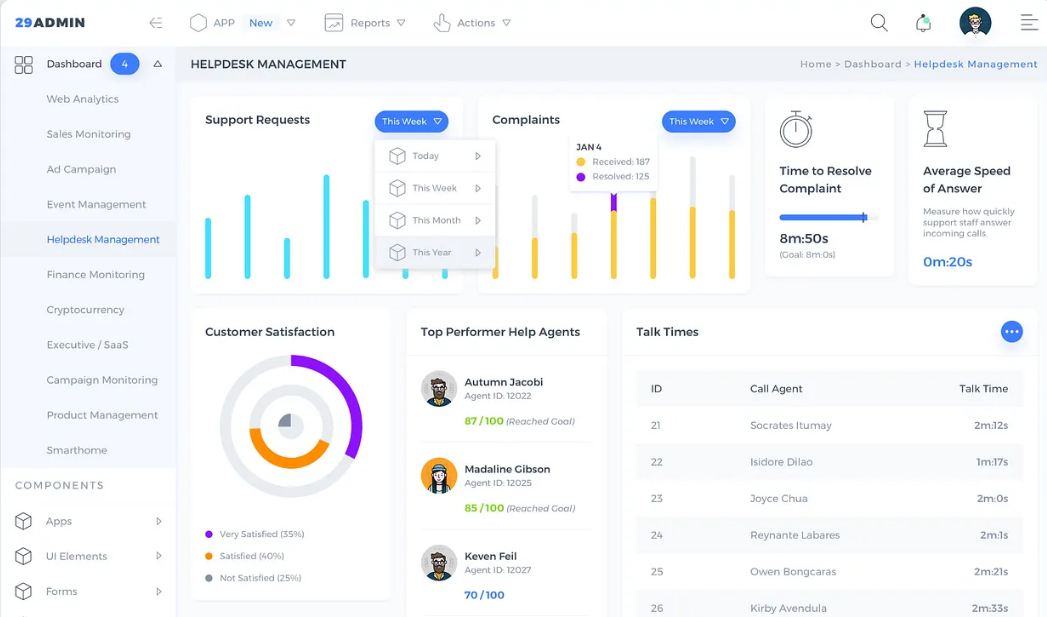 29ADMIN
APP New
Reports
Actions
Dashboard 4
Web Analytics
Sales Monitoring
Ad Campaign
Event Management
Helpdesk Management
Finance Monitoring
Cryptocurrency
Executive / SaaS
Campaign Monitoring
Product Management
Smarthome
COMPONENTS
Apps
UI Elements
Forms
HELPDESK MANAGEMENT
Home > Dashboard > Helpdesk Management
Support Requests
This Week
Today
This Week
This Month
This Year
Complaints
This Week
JAN 4
Received: 187
Resolved: 125
Time to Resolve
Complaint
8m:50s
(Goal: 8m:0s)
Average Speed
of Answer
Measure how quickly
support staff answer
incoming calls.
0m:20s
Customer Satisfaction
Very Satisfied (35%)
Satisfied (40%)
Not Satisfied (25%)
Top Performer Help Agents
Autumn Jacobi
Agent ID: 12022
87 / 100 (Reached Goal)
Madaline Gibson
Agent ID: 12025
85 / 100 (Reached Goal)
Keven Feil
Agent ID: 12027
70 / 100
Talk Times
ID Call Agent Talk Time
21 Socrates Itumay 2m:12s
22 Isidore Dilao 1m:17s
23 Joyce Chua 2m:0s
24 Reynante Labares 2m:1s
25 Owen Bongcaras 2m:21s
26 Kirby Avendula 2m:33s